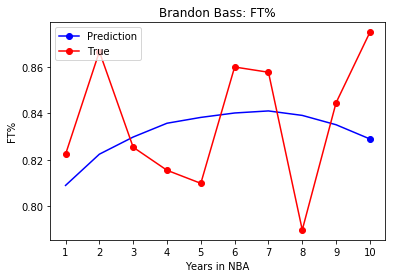 Brandon Bass: FT%
Prediction
True
FT%
0.86
0.84
0.82
0.80
1 2 3 4 5 6 7 8 9 10
Years in NBA